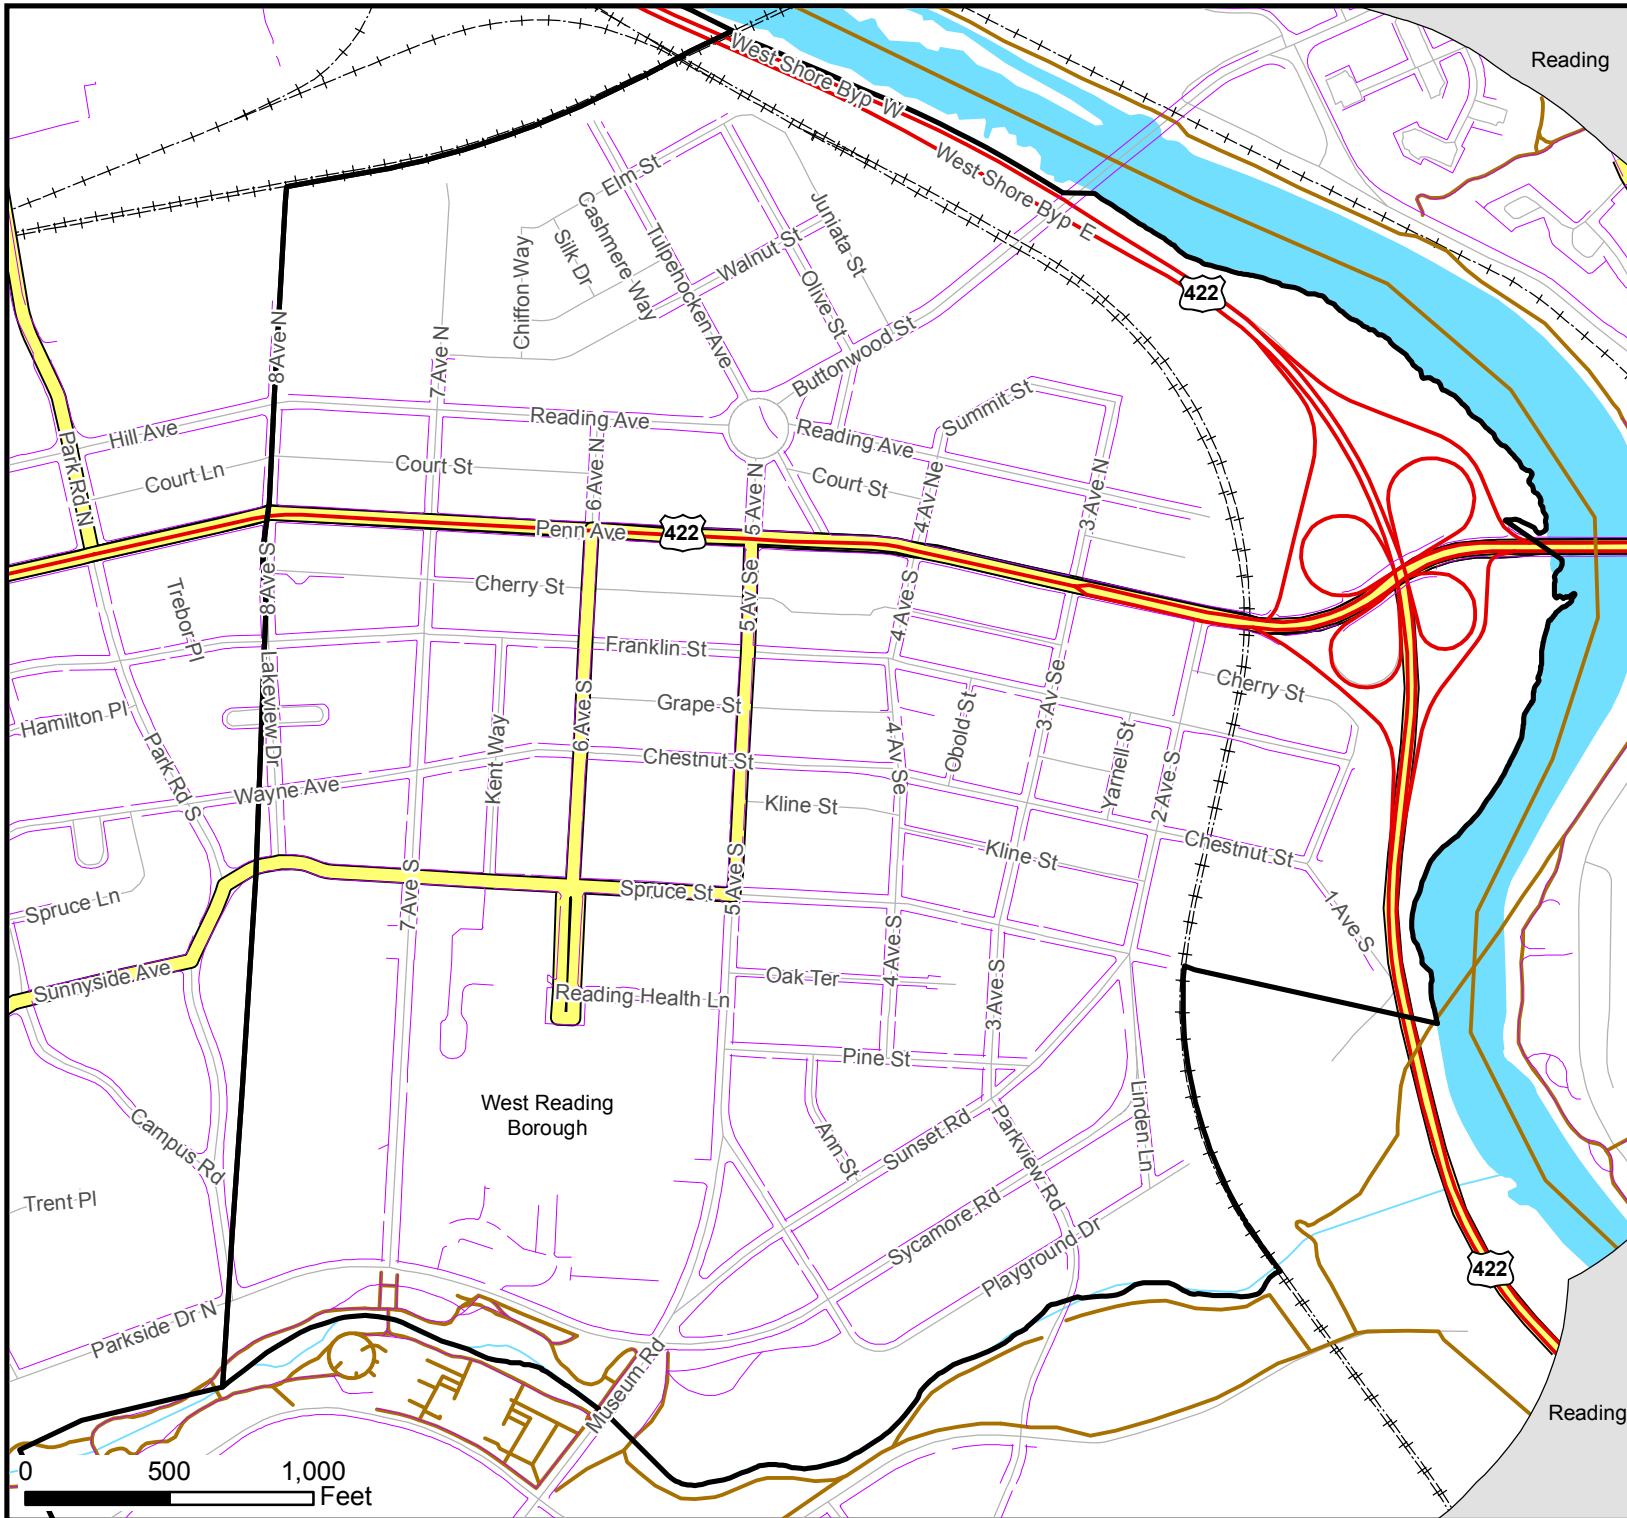 Reading
West Shore Byp W
West Shore Byp E
Elm St
Cashmere Way
Juniata St
Silk Dr
Chiffon Way
Tulpehocken Ave
Walnut St
Olive St
422
8 Ave N
7 Ave N
Buttonwood St
Summit St
Reading Ave
Reading Ave
Hill Ave
Park Rd N
Court Ln
Court St
6 Ave N
5 Ave N
Court St
4 Av Ne
3 Ave N
Penn Ave
422
8 Ave S
Trebor Pl
Cherry St
5 Av Se
4 Ave S
Franklin St
Lakeview Dr
Cherry St
Hamilton Pl
Park Rd S
Kent Way
6 Ave S
Grape St
4 Av Se
Obold St
3 Av Se
Yarnell St
2 Ave S
Chestnut St
Wayne Ave
Kline St
Kline St
Chestnut St
Spruce Ln
7 Ave S
Spruce St
5 Ave S
4 Ave S
3 Ave S
1 Ave S
Sunnyside Ave
Oak Ter
Reading Health Ln
Pine St
West Reading
Borough
Campus Rd
Ann St
Sunset Rd
Parkview Rd
Linden Ln
Trent Pl
Sycamore Rd
Playground Dr
422
Parkside Dr N
Museum Rd
Reading
0 500 1,000
Feet